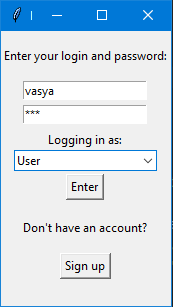 Enter your login and password:
vasya
***
Logging in as:
User
Enter
Don't have an account?
Sign up